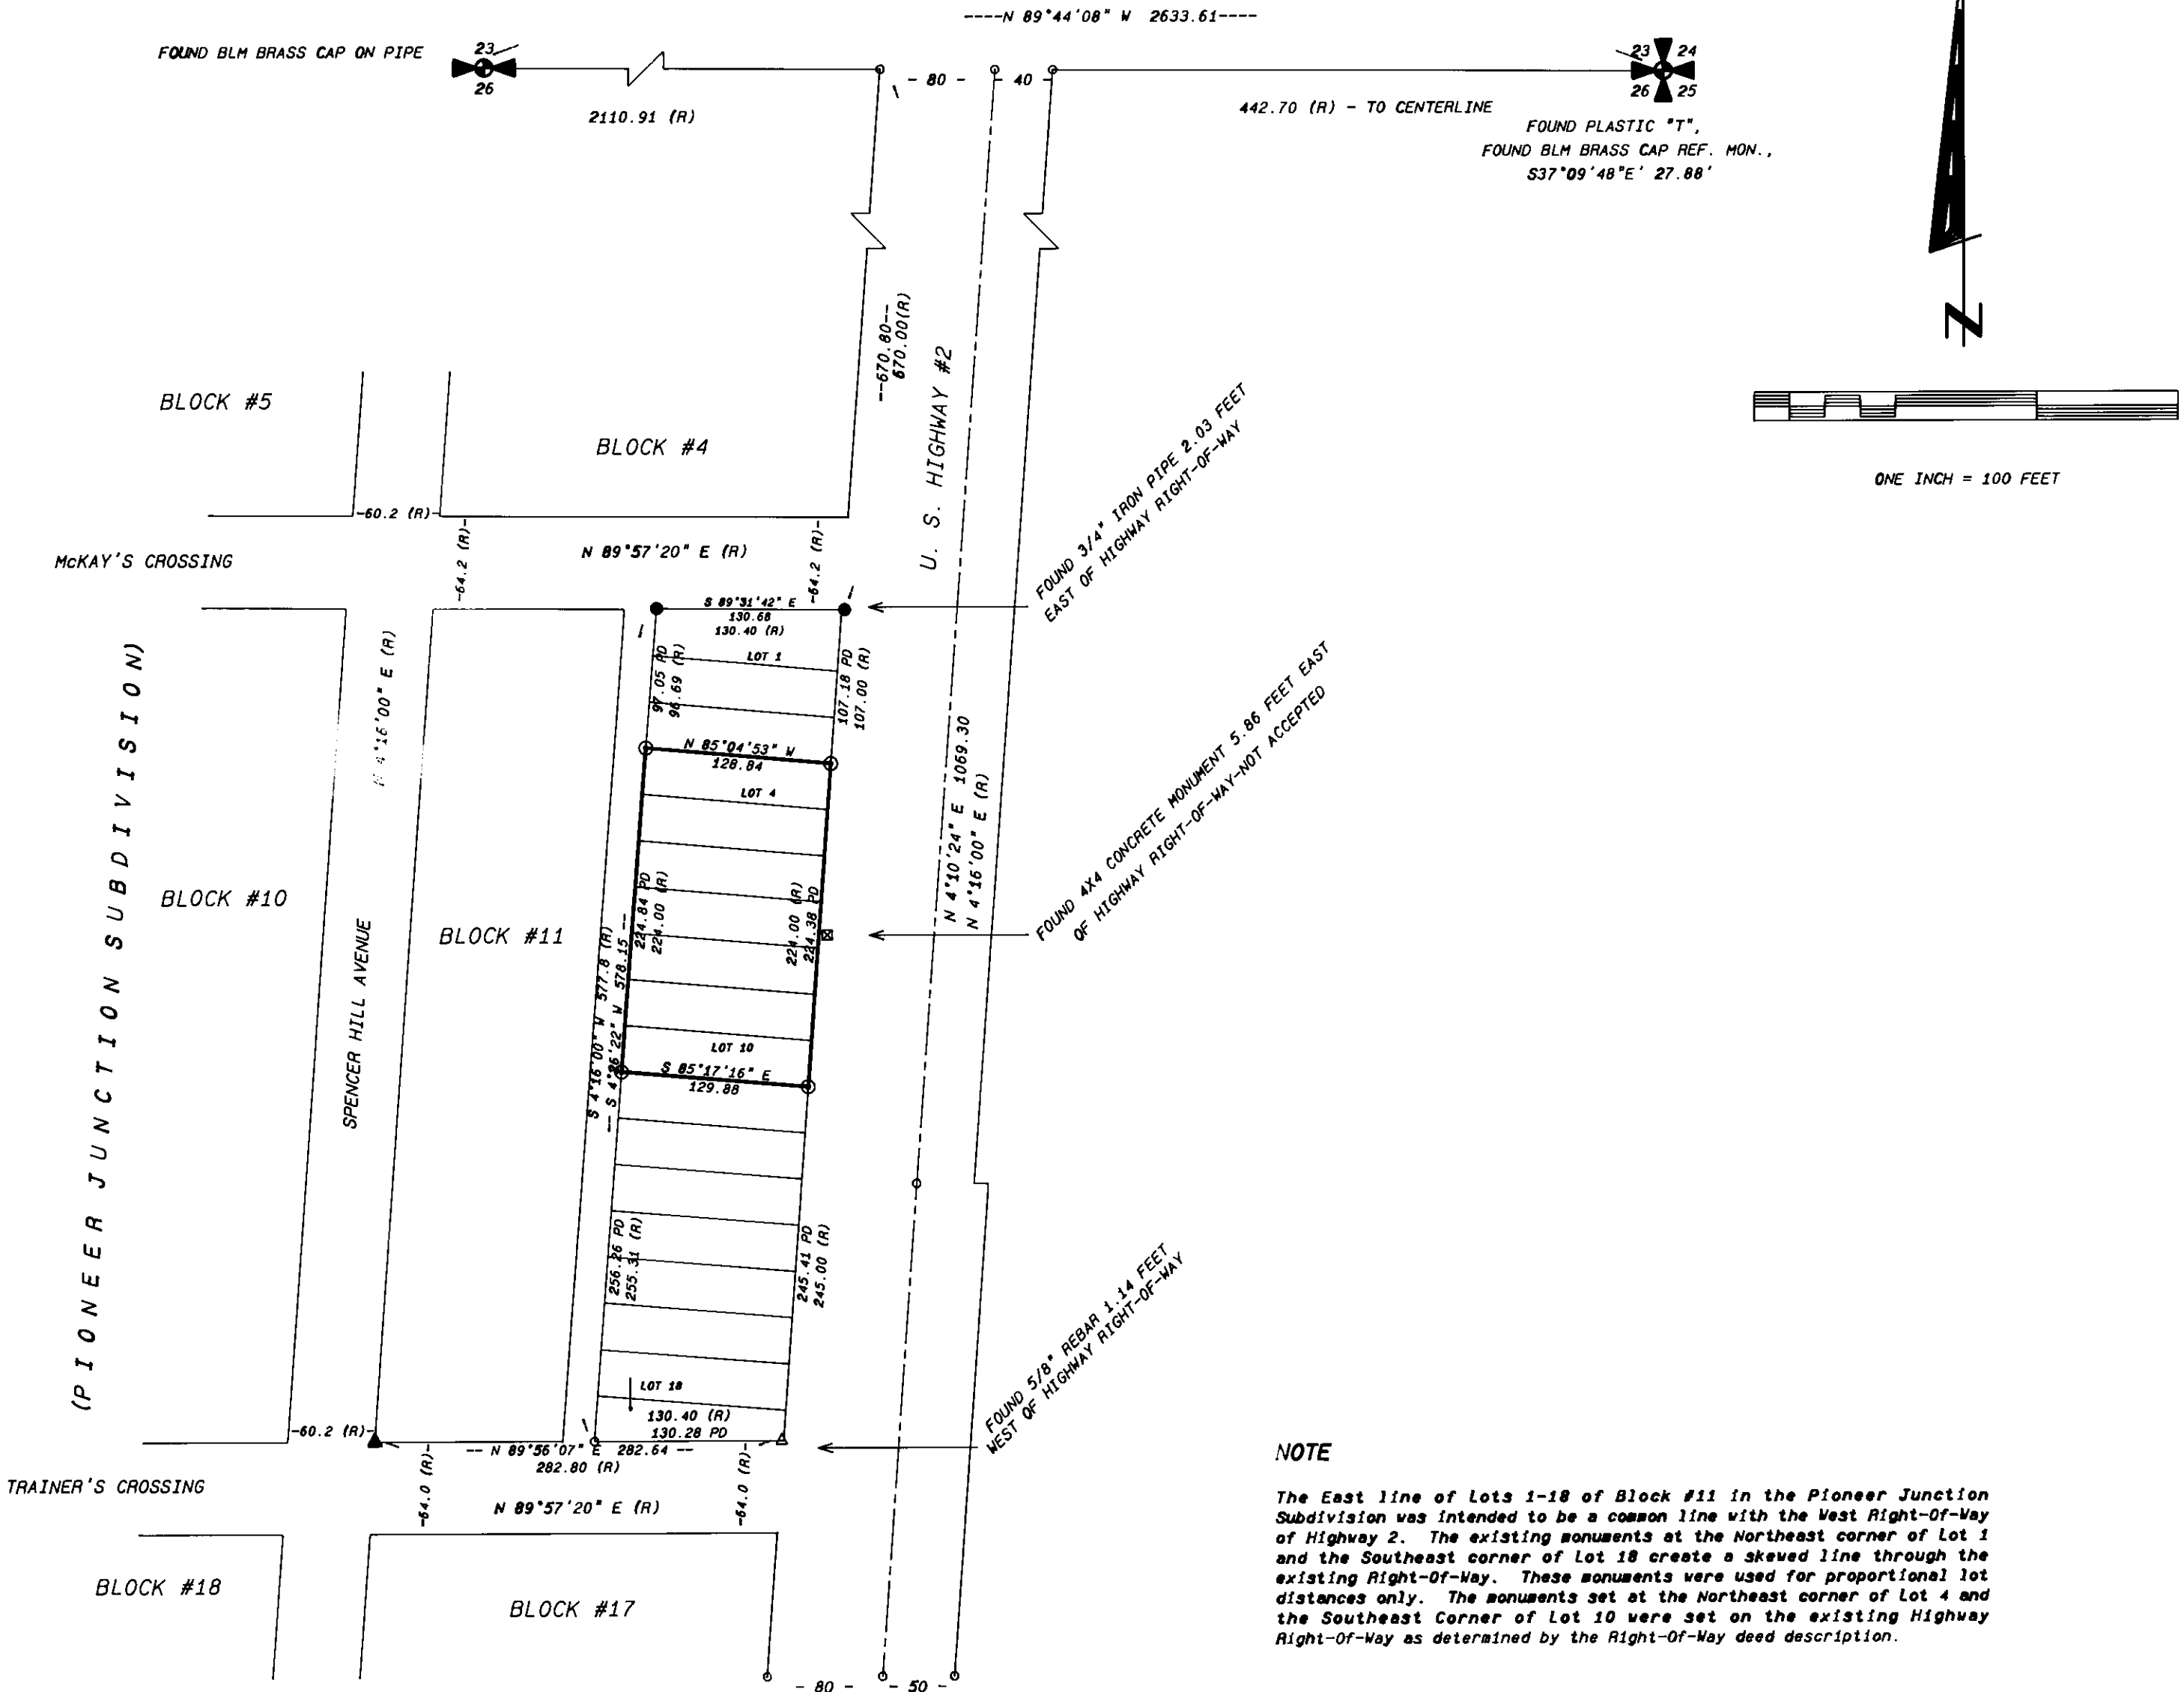 ----N 89°44'08" W 2633.61----
FOUND BLM BRASS CAP ON PIPE
23
26
2110.91 (R)
- 80 -
40
442.70 (R) - TO CENTERLINE
23 24
26 25
FOUND PLASTIC "T",
FOUND BLM BRASS CAP REF. MON.,
S37°09'48"E' 27.88'
N
ONE INCH = 100 FEET
--670.80--
670.00(R)
U. S. HIGHWAY #2
BLOCK #5
BLOCK #4
-60.2 (R)-
-64.2 (R)-
N 89°57'20" E (R)
-64.2 (R)-
McKAY'S CROSSING
FOUND 3/4" IRON PIPE 2.03 FEET
EAST OF HIGHWAY RIGHT-OF-WAY
S 89°31'42" E
130.68
130.40 (R)
LOT 1
97.05 PD
96.69 (R)
107.18 PD
107.00 (R)
N 4°16'00" E (R)
(PIONEER JUNCTION SUBDIVISION)
N 85°04'53" W
128.84
LOT 4
N 4°10'24" E 1069.30
N 4°16'00" E (R)
FOUND 4X4 CONCRETE MONUMENT 5.86 FEET EAST
OF HIGHWAY RIGHT-OF-WAY-NOT ACCEPTED
BLOCK #10
SPENCER HILL AVENUE
BLOCK #11
224.84 PD
224.00 (R)
224.00 (R)
224.38 PD
S 4°16'00" W 577.8 (R)
-- S 4°26'22" W 578.15 --
LOT 10
S 85°17'16" E
129.88
256.26 PD
255.31 (R)
245.41 PD
245.00 (R)
FOUND 5/8" REBAR 1.14 FEET
WEST OF HIGHWAY RIGHT-OF-WAY
LOT 18
130.40 (R)
130.28 PD
-60.2 (R)-
-- N 89°56'07" E 282.64 --
282.80 (R)
-64.0 (R)-
-64.0 (R)-
TRAINER'S CROSSING
N 89°57'20" E (R)
BLOCK #18
BLOCK #17
- 80 -
- 50 -
NOTE
The East line of Lots 1-18 of Block #11 in the Pioneer Junction
Subdivision was intended to be a common line with the West Right-Of-Way
of Highway 2. The existing monuments at the Northeast corner of Lot 1
and the Southeast corner of Lot 18 create a skewed line through the
existing Right-Of-Way. These monuments were used for proportional lot
distances only. The monuments set at the Northeast corner of Lot 4 and
the Southeast Corner of Lot 10 were set on the existing Highway
Right-Of-Way as determined by the Right-Of-Way deed description.